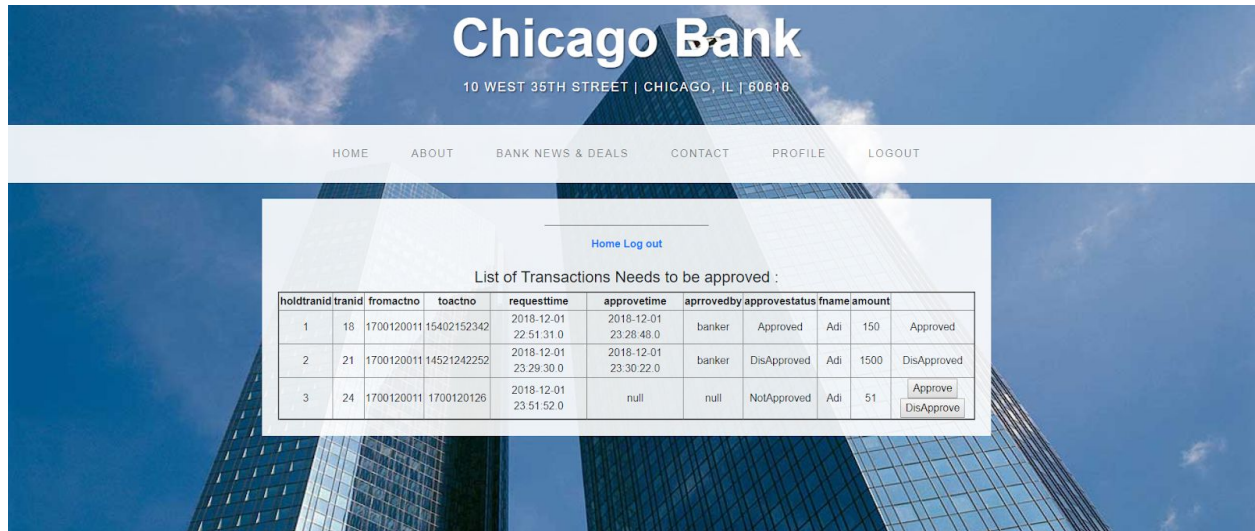 Chicago Bank
10 WEST 35TH STREET | CHICAGO, IL | 60616
HOME ABOUT BANK NEWS & DEALS CONTACT PROFILE LOGOUT
Home Log out
List of Transactions Needs to be approved :
holdtranid tranid fromactno toactno requesttime approvetime aprrovedby approvestatus fname amount
1 18 1700120011 15402152342 2018-12-01 22:51:31.0 2018-12-01 23:28:48.0 banker Approved Adi 150 Approved
2 21 1700120011 14521242252 2018-12-01 23:29:30.0 2018-12-01 23:30:22.0 banker DisApproved Adi 1500 DisApproved
3 24 1700120011 1700120126 2018-12-01 23:51:52.0 null null NotApproved Adi 51 Approve
DisApprove